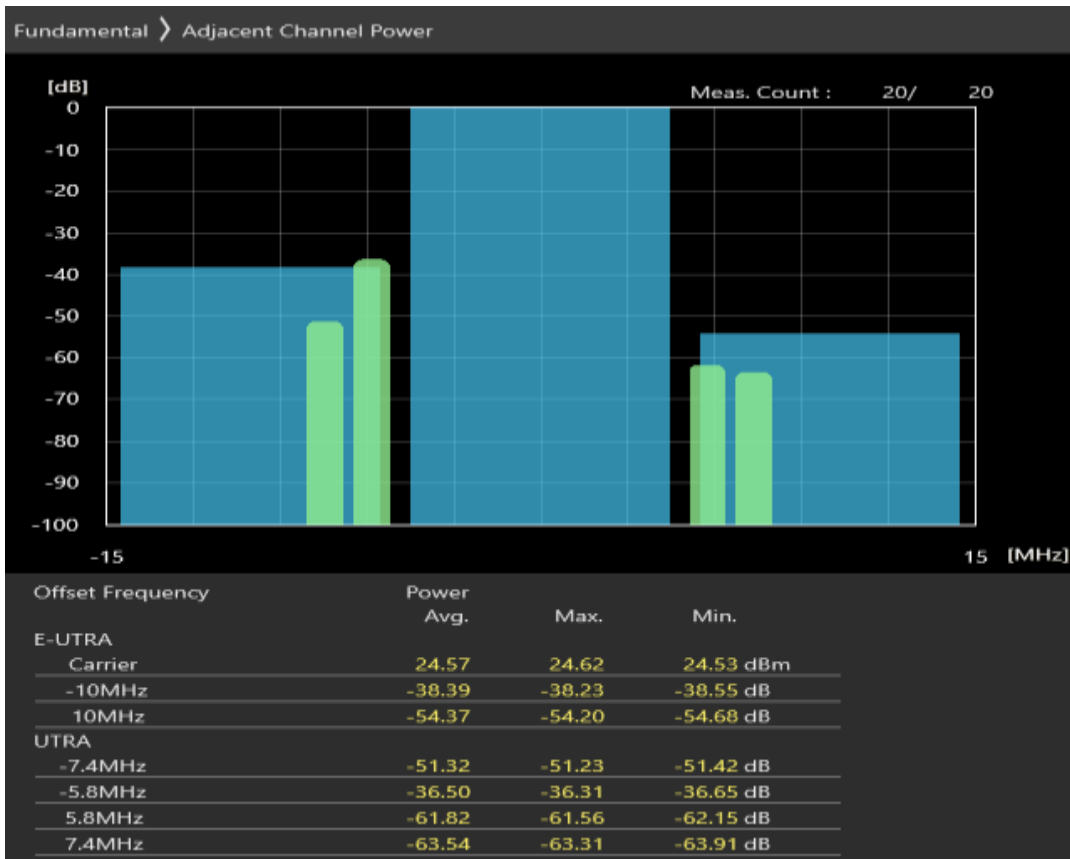 Fundamental ❯ Adjacent Channel Power
[dB]
Meas. Count : 20/ 20
0
-10
-20
-30
-40
-50
-60
-70
-80
-90
-100
-15 15 [MHz]
Offset Frequency Power
Avg. Max. Min.
E-UTRA
Carrier 24.57 24.62 24.53 dBm
-10MHz -38.39 -38.23 -38.55 dB
10MHz -54.37 -54.20 -54.68 dB
UTRA
-7.4MHz -51.32 -51.23 -51.42 dB
-5.8MHz -36.50 -36.31 -36.65 dB
5.8MHz -61.82 -61.56 -62.15 dB
7.4MHz -63.54 -63.31 -63.91 dB